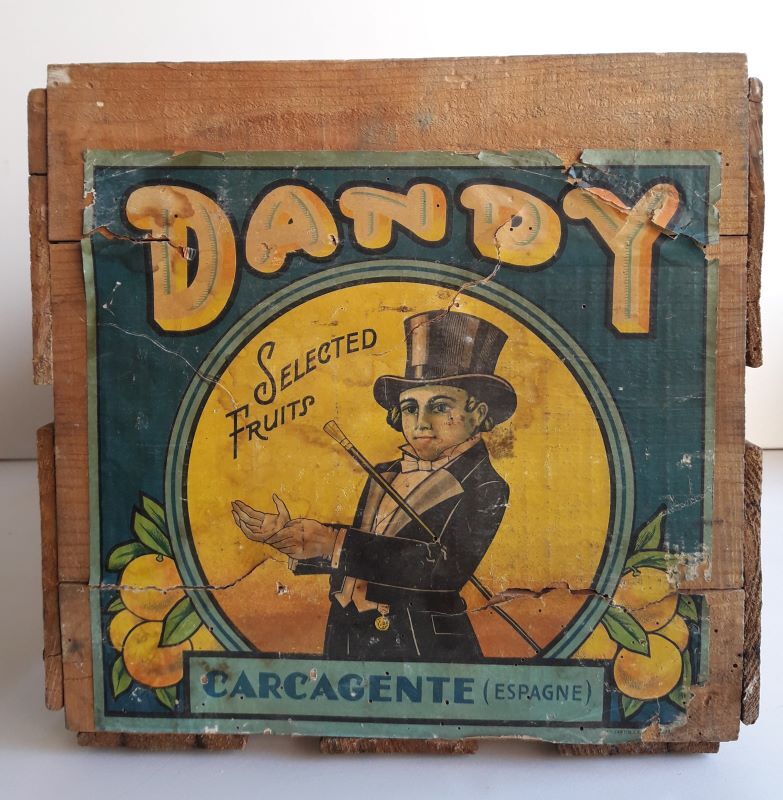 DANDY
SELECTED
FRUITS
CARCAGENTE (ESPAGNE)